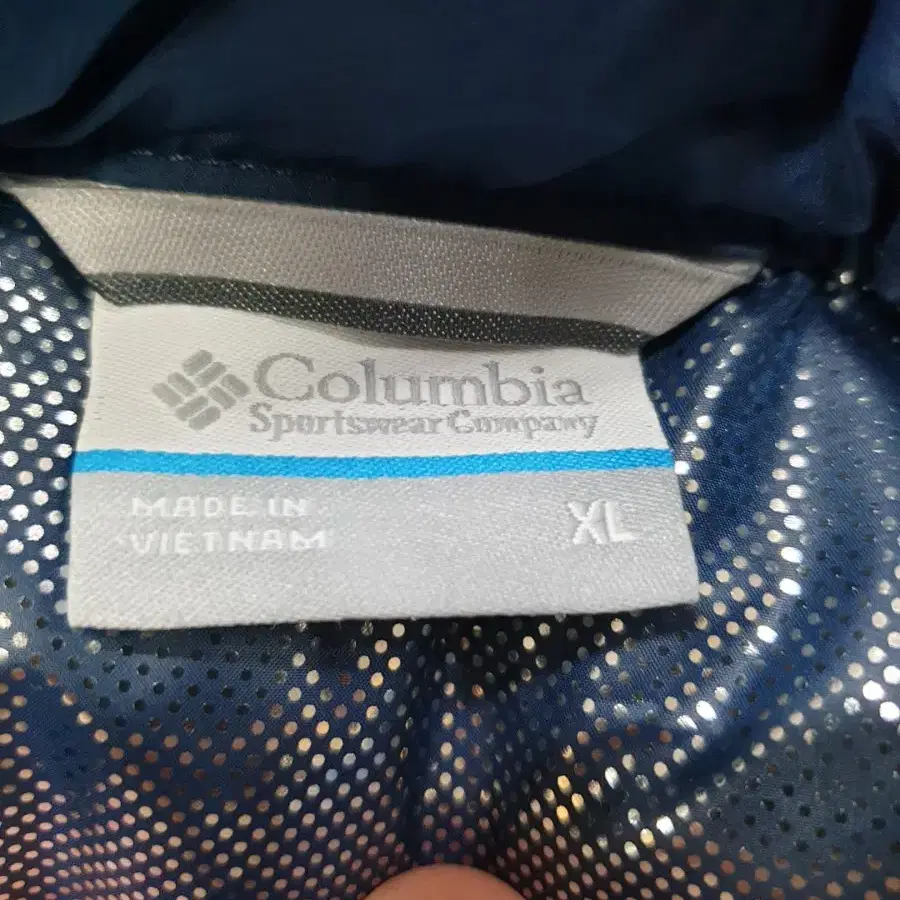 Columbia
Sportswear Company
MADE IN
VIETNAM
XL